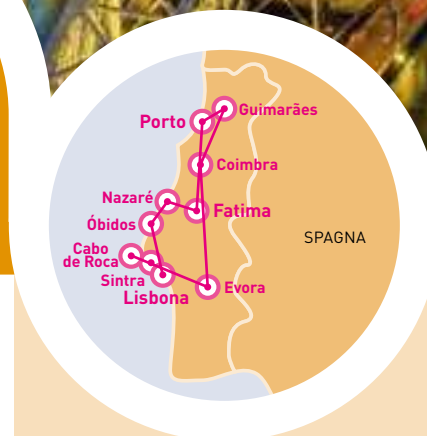 Guimarães
Porto
Coimbra
Nazaré
Fatima
Óbidos
SPAGNA
Cabo
de Roca
Sintra
Evora
Lisbona